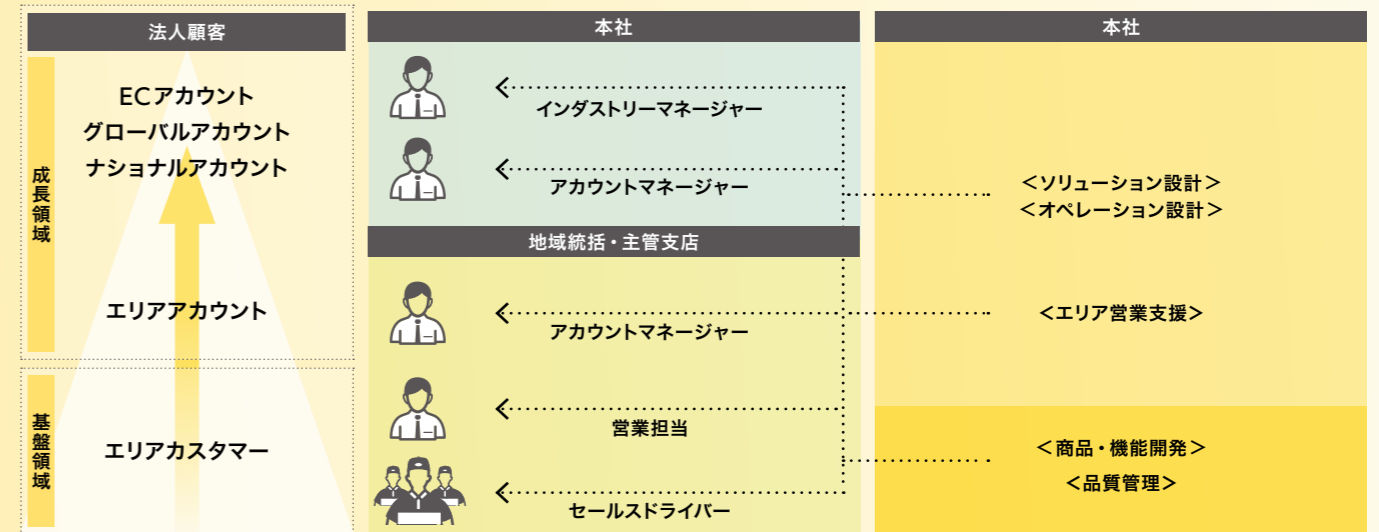 法人顧客
成長領域
ECアカウント
グローバルアカウント
ナショナルアカウント
エリアアカウント
基盤領域
エリアカスタマー
本社
インダストリーマネージャー
アカウントマネージャー
地域統括・主管支店
アカウントマネージャー
営業担当
セールスドライバー
本社
＜ソリューション設計＞
＜オペレーション設計＞
＜エリア営業支援＞
＜商品・機能開発＞
＜品質管理＞